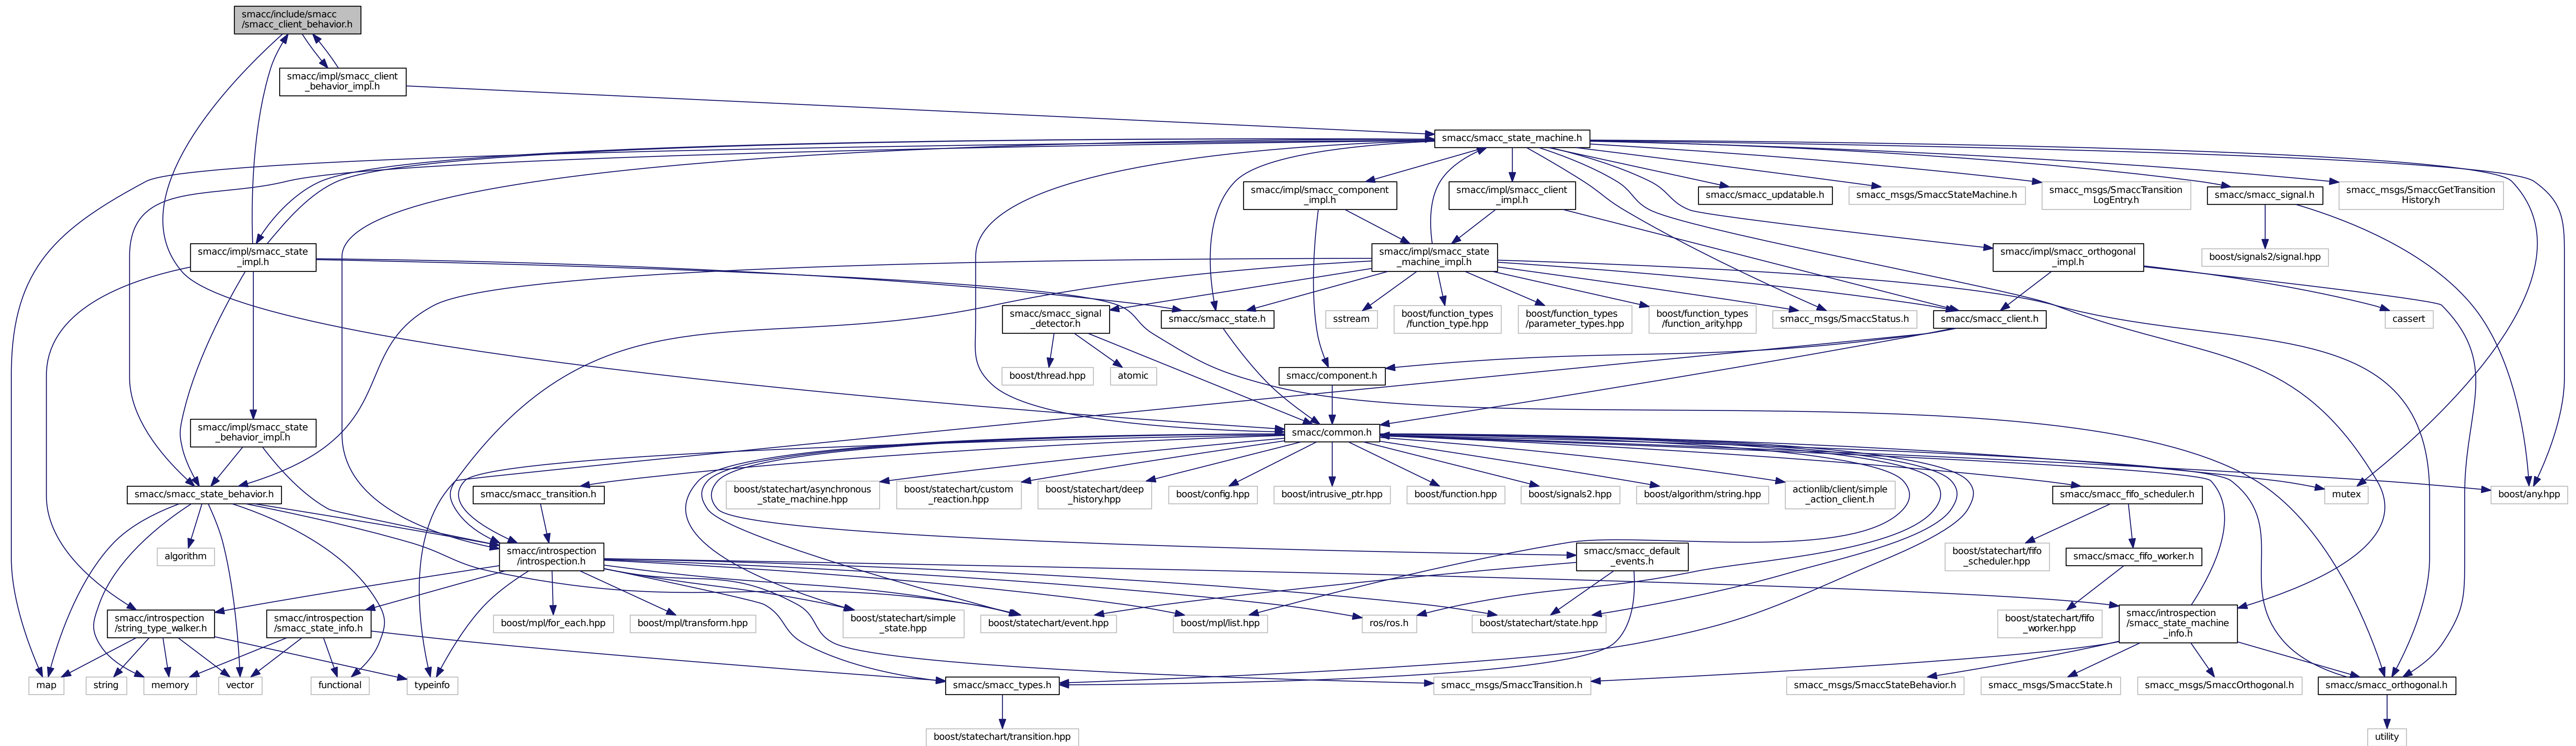 smacc/include/smacc
/smacc_client_behavior.h
smacc/impl/smacc_client
_behavior_impl.h
smacc/smacc_state_machine.h
smacc/impl/smacc_component
_impl.h
smacc/impl/smacc_client
_impl.h
smacc/smacc_updatable.h
smacc_msgs/SmaccStateMachine.h
smacc_msgs/SmaccTransition
LogEntry.h
smacc/smacc_signal.h
smacc_msgs/SmaccGetTransition
History.h
smacc/impl/smacc_state
_impl.h
smacc/impl/smacc_state
_machine_impl.h
smacc/impl/smacc_orthogonal
_impl.h
boost/signals2/signal.hpp
smacc/smacc_signal
_detector.h
smacc/smacc_state.h
sstream
boost/function_types
/function_type.hpp
boost/function_types
/parameter_types.hpp
boost/function_types
/function_arity.hpp
smacc_msgs/SmaccStatus.h
smacc/smacc_client.h
cassert
boost/thread.hpp
atomic
smacc/component.h
smacc/impl/smacc_state
_behavior_impl.h
smacc/common.h
smacc/smacc_state_behavior.h
smacc/smacc_transition.h
boost/statechart/asynchronous
_state_machine.hpp
boost/statechart/custom
_reaction.hpp
boost/statechart/deep
_history.hpp
boost/config.hpp
boost/intrusive_ptr.hpp
boost/function.hpp
boost/signals2.hpp
boost/algorithm/string.hpp
actionlib/client/simple
_action_client.h
smacc/smacc_fifo_scheduler.h
mutex
boost/any.hpp
algorithm
smacc/introspection
/introspection.h
smacc/smacc_default
_events.h
boost/statechart/fifo
_scheduler.hpp
smacc/smacc_fifo_worker.h
smacc/introspection
/string_type_walker.h
smacc/introspection
/smacc_state_info.h
boost/mpl/for_each.hpp
boost/mpl/transform.hpp
boost/statechart/simple
_state.hpp
boost/statechart/event.hpp
boost/mpl/list.hpp
ros/ros.h
boost/statechart/state.hpp
boost/statechart/fifo
_worker.hpp
smacc/introspection
/smacc_state_machine
_info.h
map
string
memory
vector
functional
typeinfo
smacc/smacc_types.h
smacc_msgs/SmaccTransition.h
smacc_msgs/SmaccStateBehavior.h
smacc_msgs/SmaccState.h
smacc_msgs/SmaccOrthogonal.h
smacc/smacc_orthogonal.h
boost/statechart/transition.hpp
utility